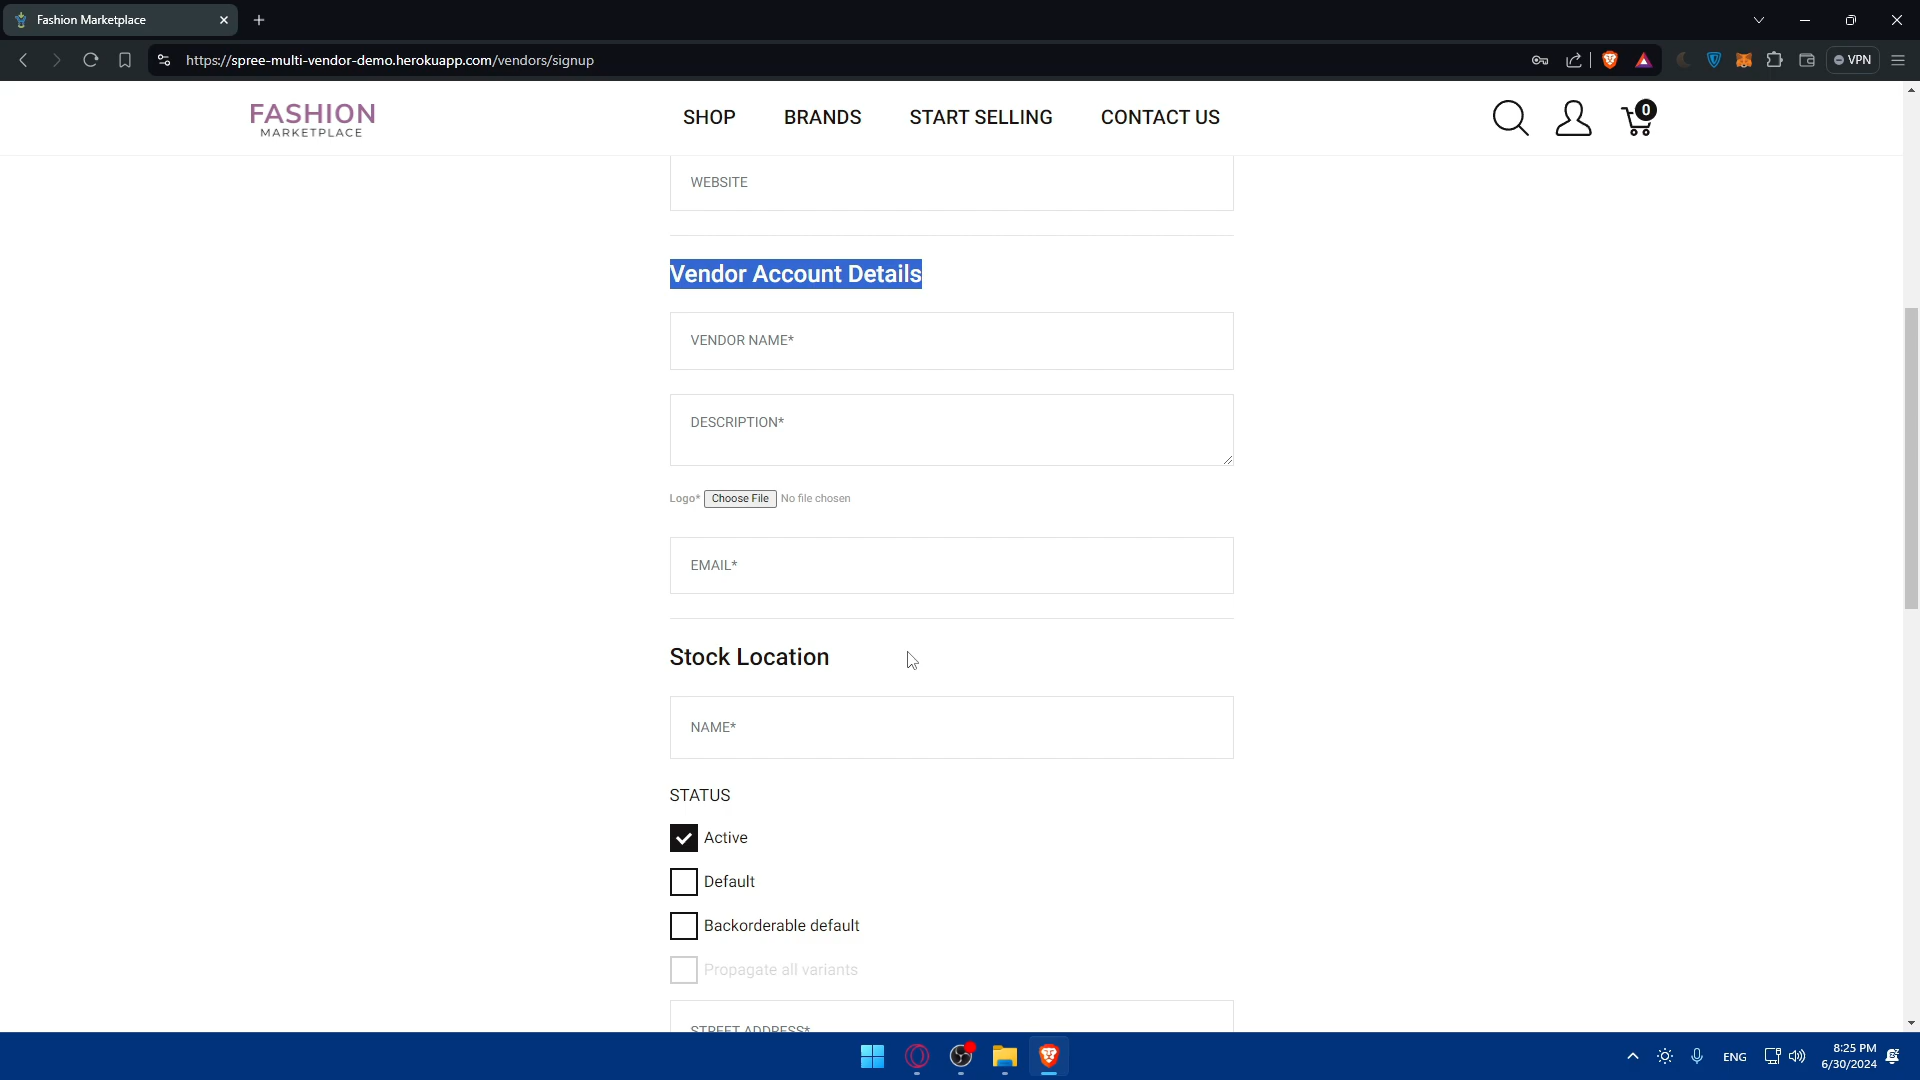 Fashion Marketplace
https://spree-multi-vendor-demo.herokuapp.com/vendors/signup
VPN
FASHION
MARKETPLACE
SHOP
BRANDS
START SELLING
CONTACT US
0
WEBSITE
Vendor Account Details
VENDOR NAME*
DESCRIPTION*
Logo* Choose File No file chosen
EMAIL*
Stock Location
NAME*
STATUS
Active
Default
Backorderable default
Propagate all variants
STREET ADDRESS*
ENG
8:25 PM
6/30/2024